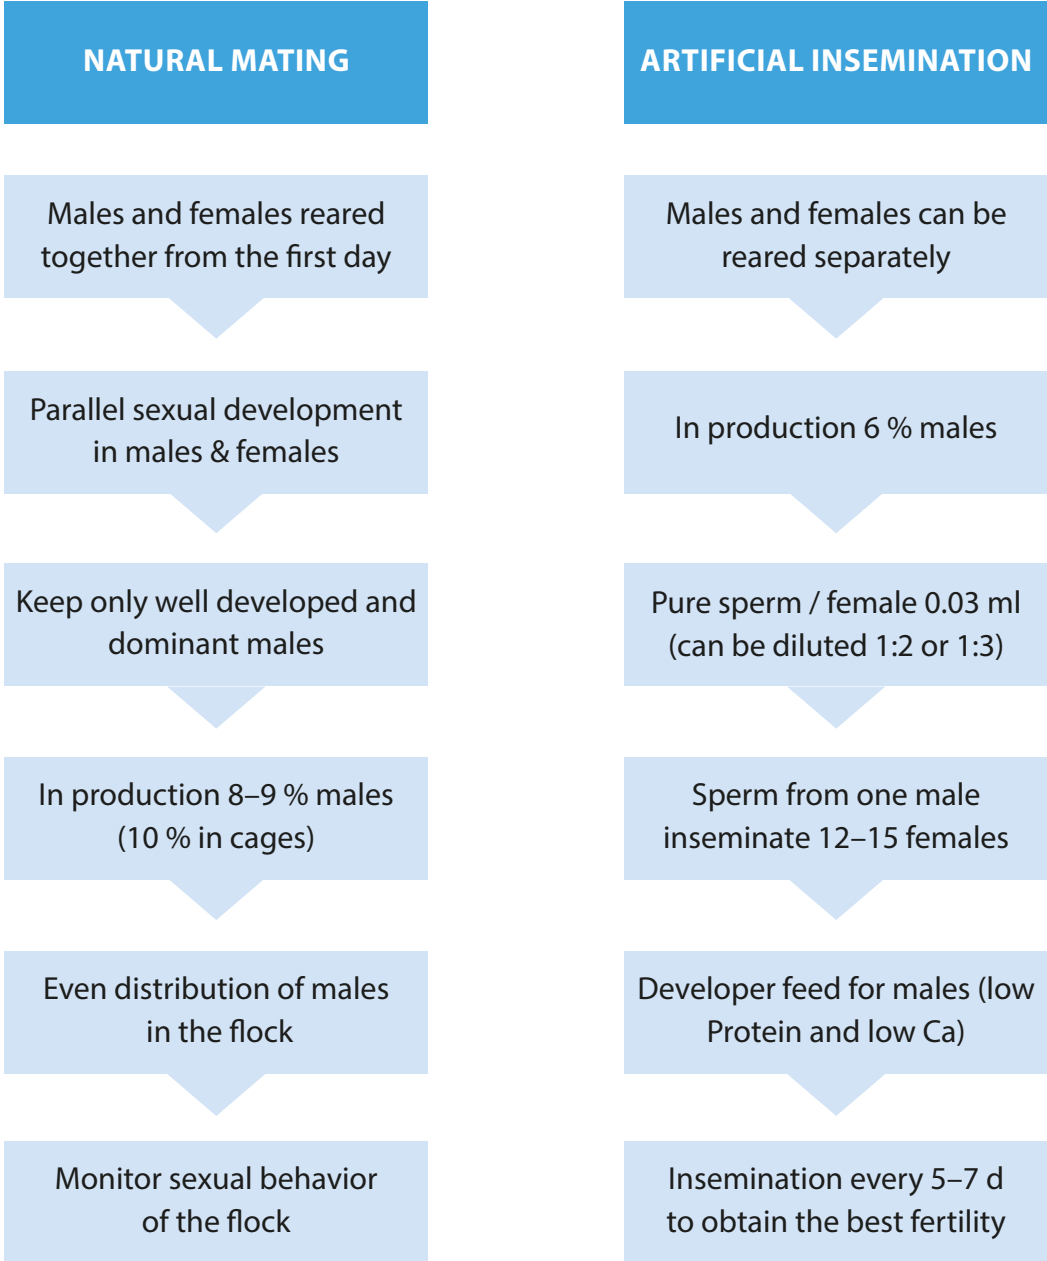 NATURAL MATING
Males and females reared
together from the first day
Parallel sexual development
in males & females
Keep only well developed and
dominant males
In production 8–9 % males
(10 % in cages)
Even distribution of males
in the flock
Monitor sexual behavior
of the flock
ARTIFICIAL INSEMINATION
Males and females can be
reared separately
In production 6 % males
Pure sperm / female 0.03 ml
(can be diluted 1:2 or 1:3)
Sperm from one male
inseminate 12–15 females
Developer feed for males (low
Protein and low Ca)
Insemination every 5–7 d
to obtain the best fertility